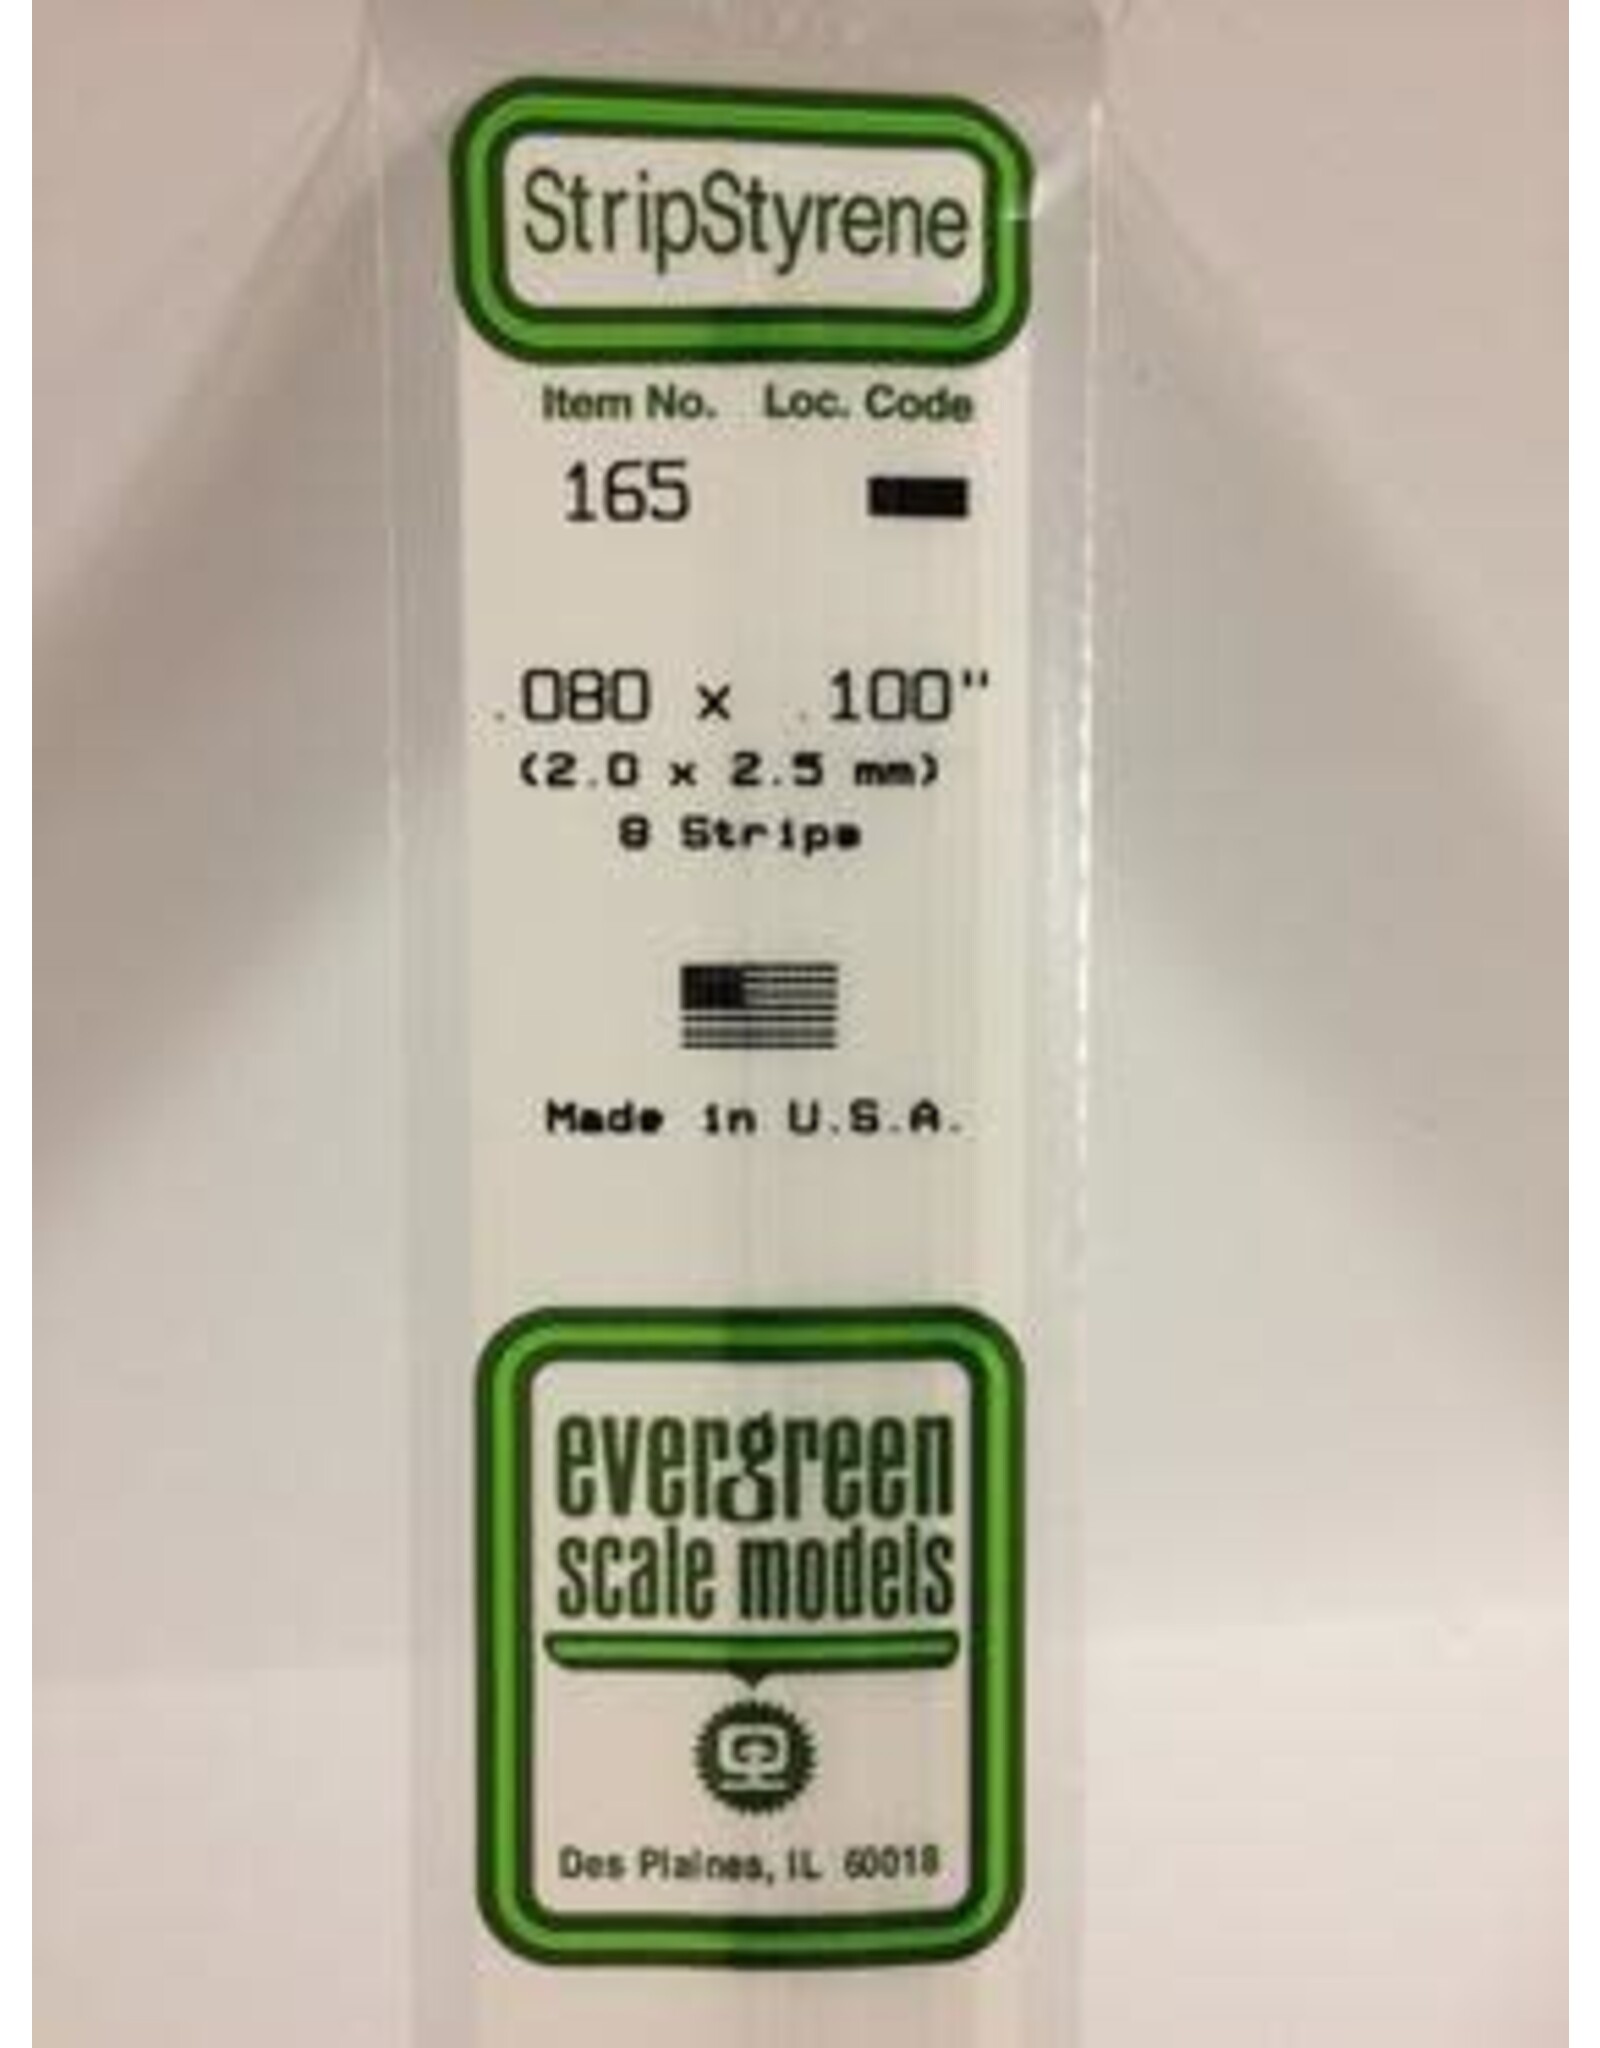 StripStyrene
Item No. Loc. Code
165
.080 x .100"
(2.0 x 2.5 mm)
8 Strips
Made in U.S.A.
evergreen
scale models
Des Plaines, IL 60018